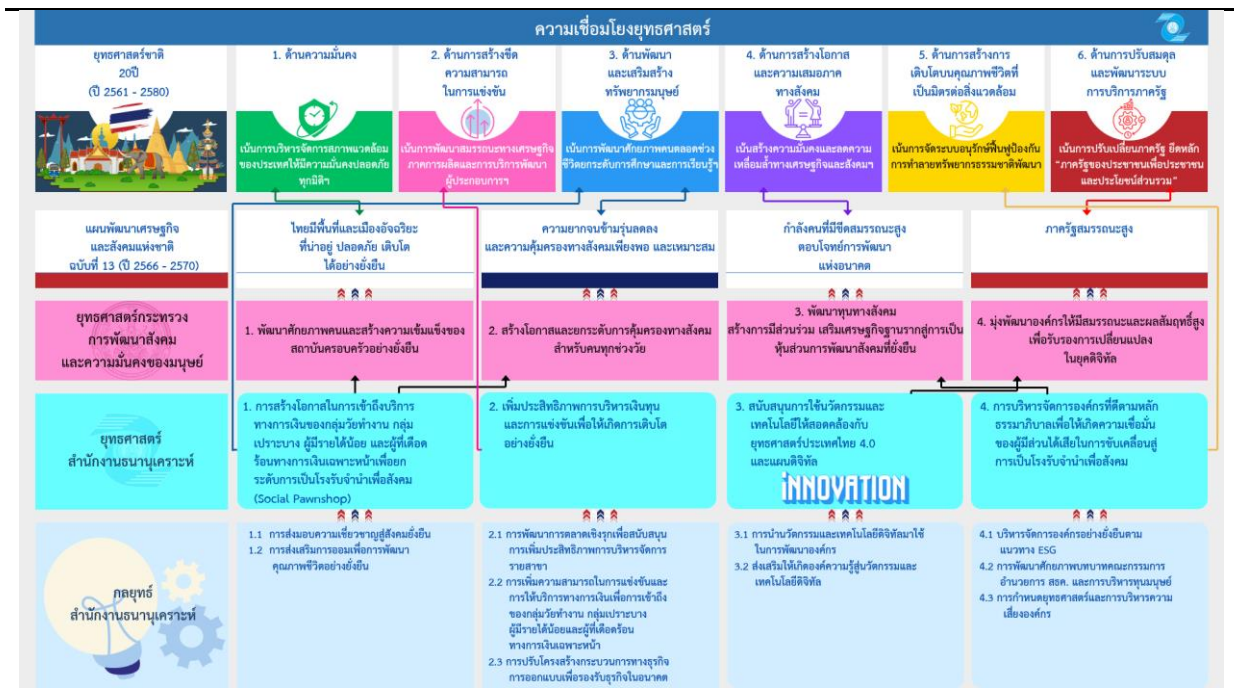 ความเชื่อมโยงยุทธศาสตร์
ยุทธศาสตร์ชาติ
20ปี
(ปี 2561 - 2580)
1. ด้านความมั่นคง
เน้นการบริหารจัดการสภาพแวดล้อม
ของประเทศให้มีความมั่นคงปลอดภัย
ทุกมิติฯ
2. ด้านการสร้างขีด
ความสามารถ
ในการแข่งขัน
เน้นการพัฒนาสมรรถนะทางเศรษฐกิจ
ภาคการผลิตและการบริการพัฒนา
ผู้ประกอบการฯ
3. ด้านพัฒนา
และเสริมสร้าง
ทรัพยากรมนุษย์
เน้นการพัฒนาศักยภาพคนตลอดช่วง
ชีวิตยกระดับการศึกษาและการเรียนรู้ฯ
4. ด้านการสร้างโอกาส
และความเสมอภาค
ทางสังคม
เน้นสร้างความมั่นคงและลดความ
เหลื่อมล้ำทางเศรษฐกิจและสังคมฯ
5. ด้านการสร้างการ
เติบโตบนคุณภาพชีวิตที่
เป็นมิตรต่อสิ่งแวดล้อม
เน้นการจัดระบบอนุรักษ์ฟื้นฟูป้องกัน
การทำลายทรัพยากรธรรมชาติพัฒนา
6. ด้านการปรับสมดุล
และพัฒนาระบบ
การบริการภาครัฐ
เน้นการปรับเปลี่ยนภาครัฐ ยึดหลัก
"ภาครัฐของประชาชนเพื่อประชาชน
และประโยชน์ส่วนรวม"
แผนพัฒนาเศรษฐกิจ
และสังคมแห่งชาติ
ฉบับที่ 13 (ปี 2566 - 2570)
ไทยมีพื้นที่และเมืองอัจฉริยะ
ที่น่าอยู่ ปลอดภัย เติบโต
ได้อย่างยั่งยืน
ความยากจนข้ามรุ่นลดลง
และความคุ้มครองทางสังคมเพียงพอ และเหมาะสม
กำลังคนที่มีขีดสมรรถนะสูง
ตอบโจทย์การพัฒนา
แห่งอนาคต
ภาครัฐสมรรถนะสูง
ยุทธศาสตร์กระทรวง
การพัฒนาสังคม
และความมั่นคงของมนุษย์
1. พัฒนาศักยภาพคนและสร้างความเข้มแข็งของ
สถาบันครอบครัวอย่างยั่งยืน
2. สร้างโอกาสและยกระดับการคุ้มครองทางสังคม
สำหรับคนทุกช่วงวัย
3. พัฒนาทุนทางสังคม
สร้างการมีส่วนร่วม เสริมเศรษฐกิจฐานรากสู่การเป็น
หุ้นส่วนการพัฒนาสังคมที่ยั่งยืน
4. มุ่งพัฒนาองค์กรให้มีสมรรถนะและผลสัมฤทธิ์สูง
เพื่อรับรองการเปลี่ยนแปลง
ในยุคดิจิทัล
ยุทธศาสตร์
สำนักงานธนานุเคราะห์
1. การสร้างโอกาสในการเข้าถึงบริการ
ทางการเงินของกลุ่มวัยทำงาน กลุ่ม
เปราะบาง ผู้มีรายได้น้อย และผู้ที่เดือด
ร้อนทางการเงินเฉพาะหน้าเพื่อยก
ระดับการเป็นโรงรับจำนำเพื่อสังคม
(Social Pawnshop)
2. เพิ่มประสิทธิภาพการบริหารเงินทุน
และการแข่งขันเพื่อให้เกิดการเติบโต
อย่างยั่งยืน
3. สนับสนุนการใช้นวัตกรรมและ
เทคโนโลยีให้สอดคล้องกับ
ยุทธศาสตร์ประเทศไทย 4.0
และแผนดิจิทัล
INNOVATION
4. การบริหารจัดการองค์กรที่ดีตามหลัก
ธรรมาภิบาลเพื่อให้เกิดความเชื่อมั่น
ของผู้มีส่วนได้เสียในการขับเคลื่อนสู่
การเป็นโรงรับจำนำเพื่อสังคม
กลยุทธ์
สำนักงานธนานุเคราะห์
1.1 การส่งมอบความเชี่ยวชาญสู่สังคมยั่งยืน
1.2 การส่งเสริมการออมเพื่อการพัฒนา
คุณภาพชีวิตอย่างยั่งยืน
2.1 การพัฒนาการตลาดเชิงรุกเพื่อสนับสนุน
การเพิ่มประสิทธิภาพการบริหารจัดการ
รายสาขา
2.2 การเพิ่มความสามารถในการแข่งขันและ
การให้บริการทางการเงินเพื่อการเข้าถึง
ของกลุ่มวัยทำงาน กลุ่มเปราะบาง
ผู้มีรายได้น้อยและผู้ที่เดือดร้อน
ทางการเงินเฉพาะหน้า
2.3 การปรับโครงสร้างกระบวนการทางธุรกิจ
การออกแบบเพื่อรองรับธุรกิจในอนาคต
3.1 การนำนวัตกรรมและเทคโนโลยีดิจิทัลมาใช้
ในการพัฒนาองค์กร
3.2 ส่งเสริมให้เกิดองค์ความรู้สู่นวัตกรรมและ
เทคโนโลยีดิจิทัล
4.1 บริหารจัดการองค์กรอย่างยั่งยืนตาม
แนวทาง ESG
4.2 การพัฒนาศักยภาพบทบาทคณะกรรมการ
อำนวยการ สธค. และการบริหารทุนมนุษย์
4.3 การกำหนดยุทธศาสตร์และการบริหารความ
เสี่ยงองค์กร